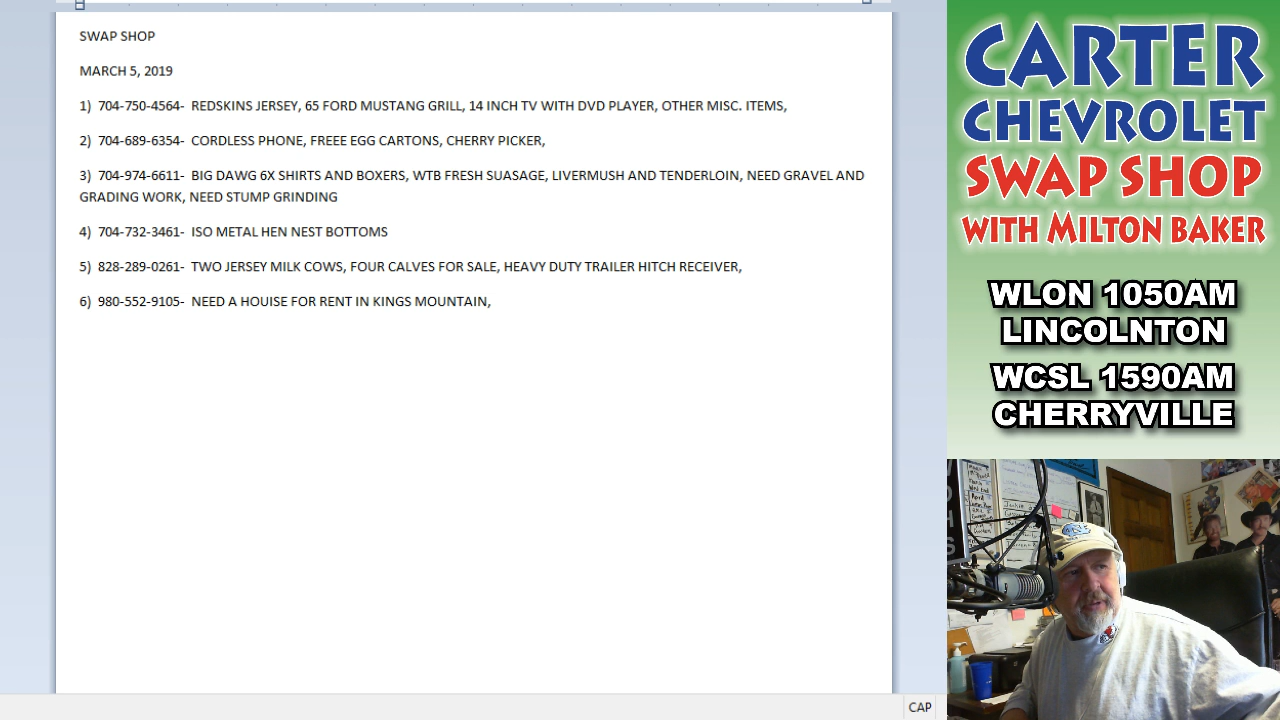 SWAP SHOP
MARCH 5, 2019
1) 704-750-4564- REDSKINS JERSEY, 65 FORD MUSTANG GRILL, 14 INCH TV WITH DVD PLAYER, OTHER MISC. ITEMS,
2) 704-689-6354- CORDLESS PHONE, FREEE EGG CARTONS, CHERRY PICKER,
3) 704-974-6611- BIG DAWG 6X SHIRTS AND BOXERS, WTB FRESH SUASAGE, LIVERMUSH AND TENDERLOIN, NEED GRAVEL AND
GRADING WORK, NEED STUMP GRINDING
4) 704-732-3461- ISO METAL HEN NEST BOTTOMS
5) 828-289-0261- TWO JERSEY MILK COWS, FOUR CALVES FOR SALE, HEAVY DUTY TRAILER HITCH RECEIVER,
6) 980-552-9105- NEED A HOUISE FOR RENT IN KINGS MOUNTAIN,
CAP
CARTER
CHEVROLET
SWAP SHOP
WITH MILTON BAKER
WLON 1050AM
LINCOLNTON
WCSL 1590AM
CHERRYVILLE